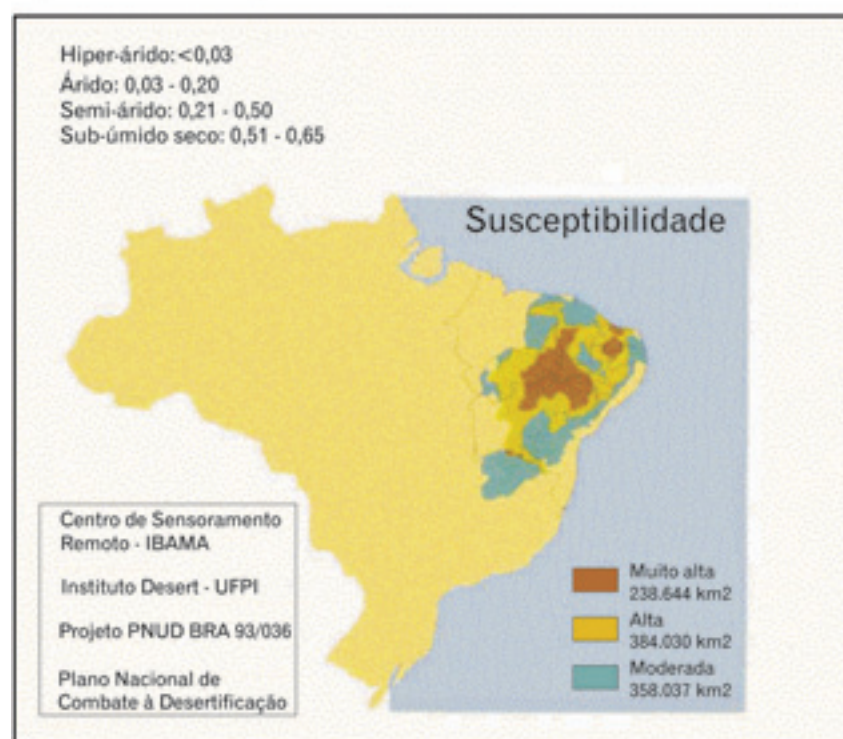 Hiper-árido: <0,03
Árido: 0,03 - 0,20
Semi-árido: 0,21 - 0,50
Sub-úmido seco: 0,51 - 0,65
Susceptibilidade
Centro de Sensoramento
Remoto - IBAMA
Instituto Desert - UFPI
Projeto PNUD BRA 93/036
Plano Nacional de
Combate à Desertificação
Muito alta
238.644 km2
Alta
384.030 km2
Moderada
358.037 km2